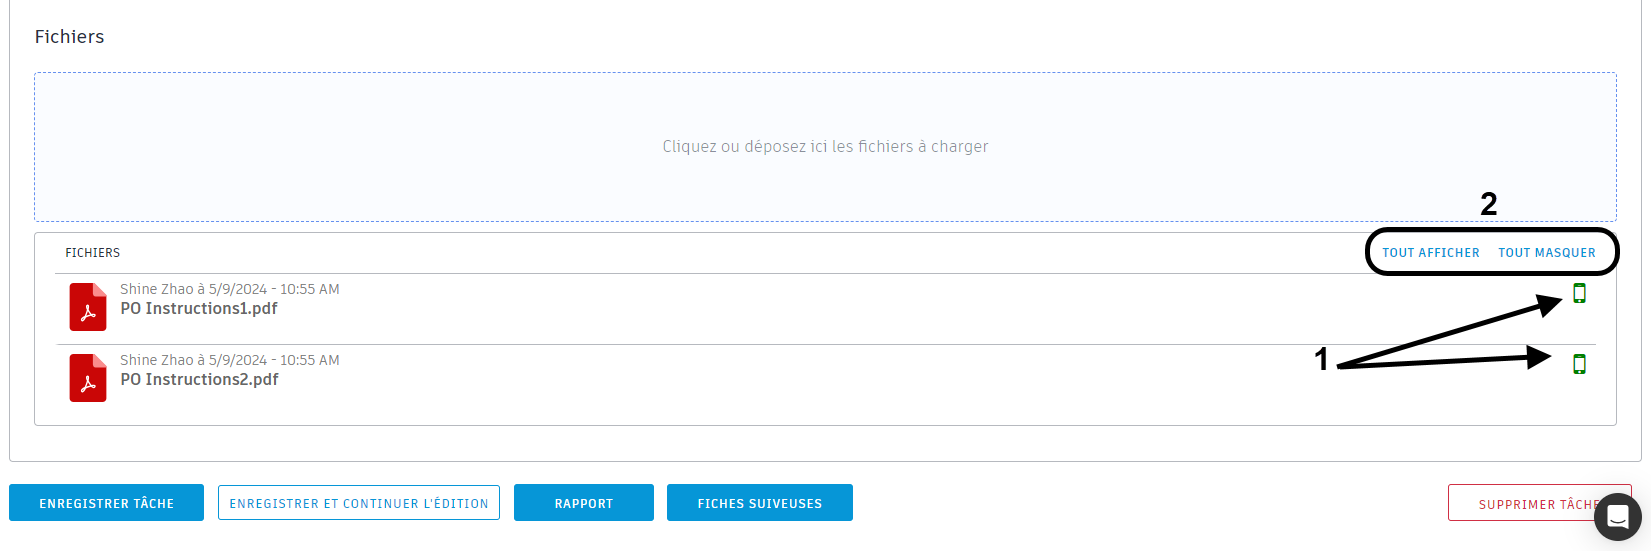 Fichiers
Cliquez ou déposez ici les fichiers à charger
2
FICHIERS TOUT AFFICHER TOUT MASQUER
Shine Zhao à 5/9/2024 - 10:55 AM
PO Instructions1.pdf
1
Shine Zhao à 5/9/2024 - 10:55 AM
PO Instructions2.pdf
ENREGISTRER TÂCHE ENREGISTRER ET CONTINUER L'ÉDITION RAPPORT FICHES SUIVEUSES SUPPRIMER TÂCHE